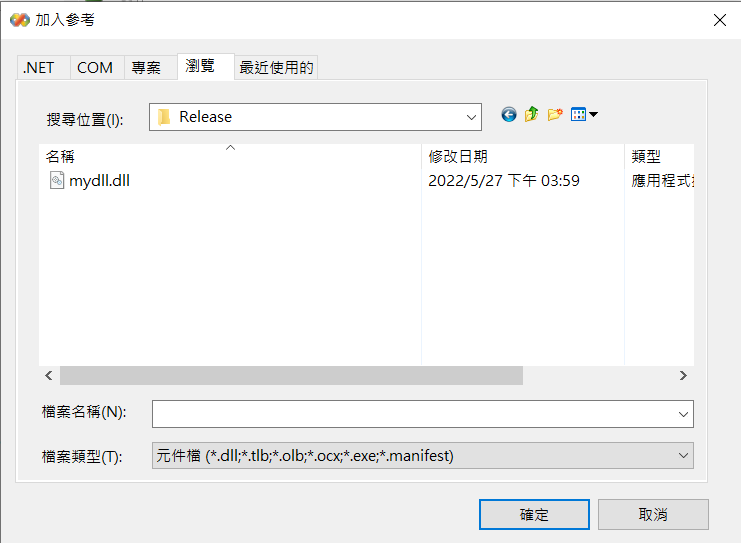 加入參考
.NET COM 專案 瀏覽 最近使用的
搜尋位置(I): Release
名稱 修改日期 類型
mydll.dll 2022/5/27 下午 03:59 應用程式
檔案名稱(N):
檔案類型(T): 元件檔 (*.dll;*.tlb;*.olb;*.ocx;*.exe;*.manifest)
確定 取消